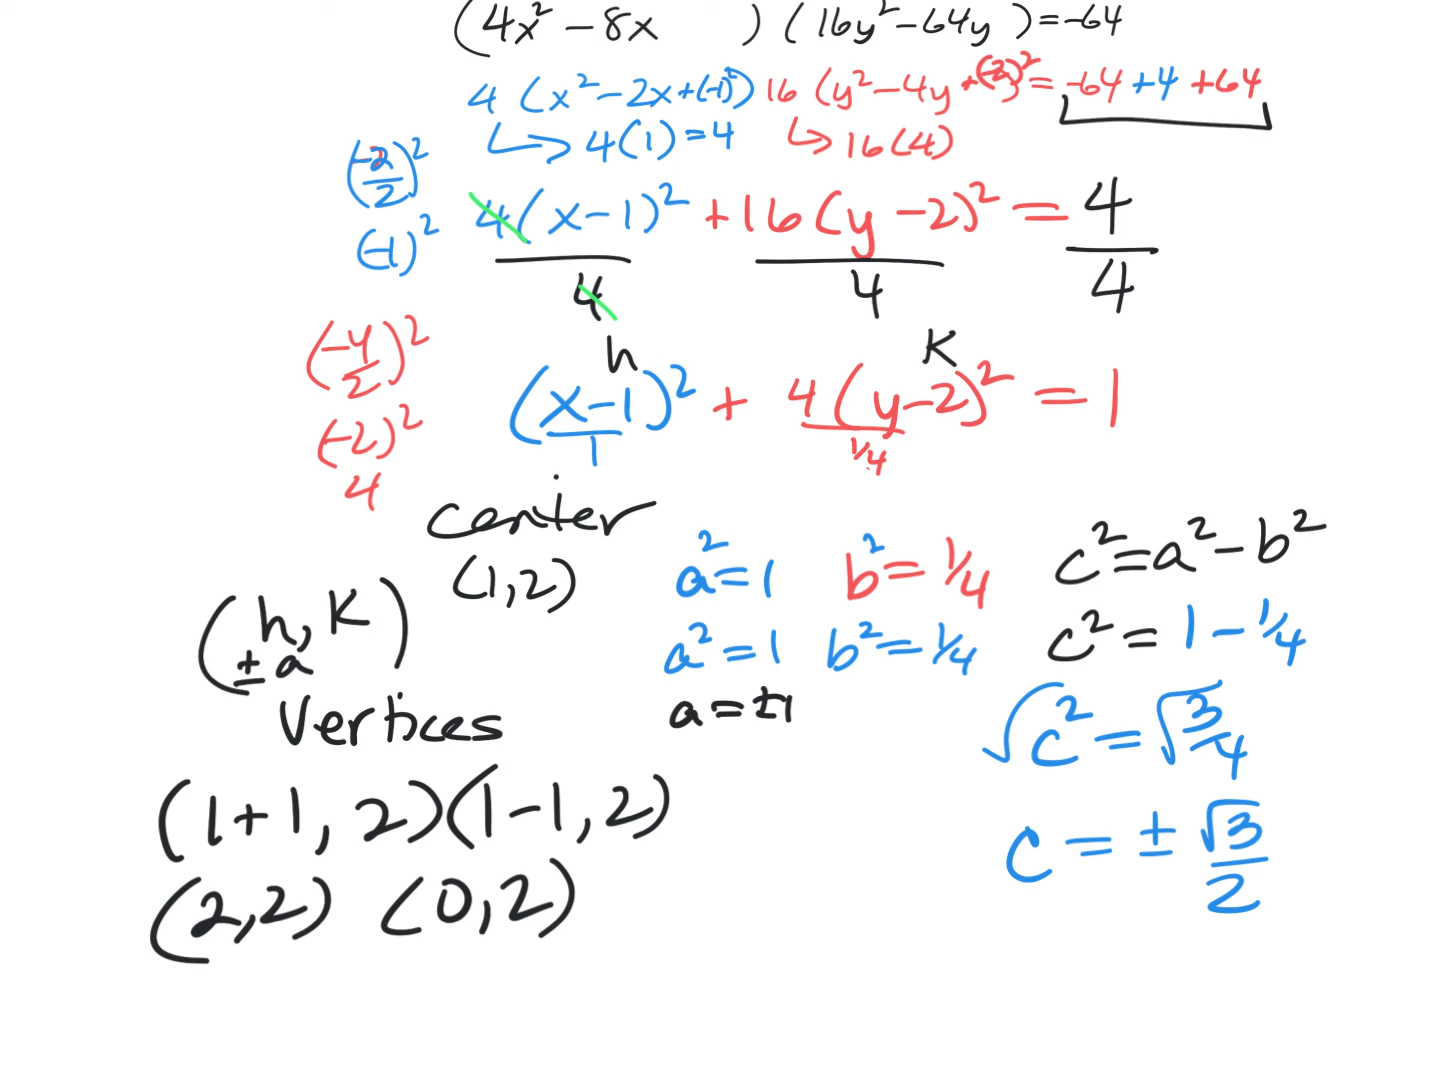 (4x² - 8x ) (16y² - 64y ) = -64
4 (x² - 2x + (-1)²) 16 (y² - 4y + (-2)²) = -64 + 4 + 64
↳ 4(1) = 4 ↳ 16(4)
(-2/2)²
(-1)²
4(x-1)²/4 + 16(y-2)²/4 = 4/4
(-4/2)²
(-2)²
4
h k
(x-1)²/1 + 4(y-2)²/¼ = 1
center
(1,2)
a² = 1 b² = 1/4
a² = 1 b² = 1/4
a = ±1
c² = a² - b²
c² = 1 - 1/4
√c² = √3/4
c = ± √3/2
(h, k)
± a
Vertices
(1+1, 2) (1-1, 2)
(2,2) (0,2)